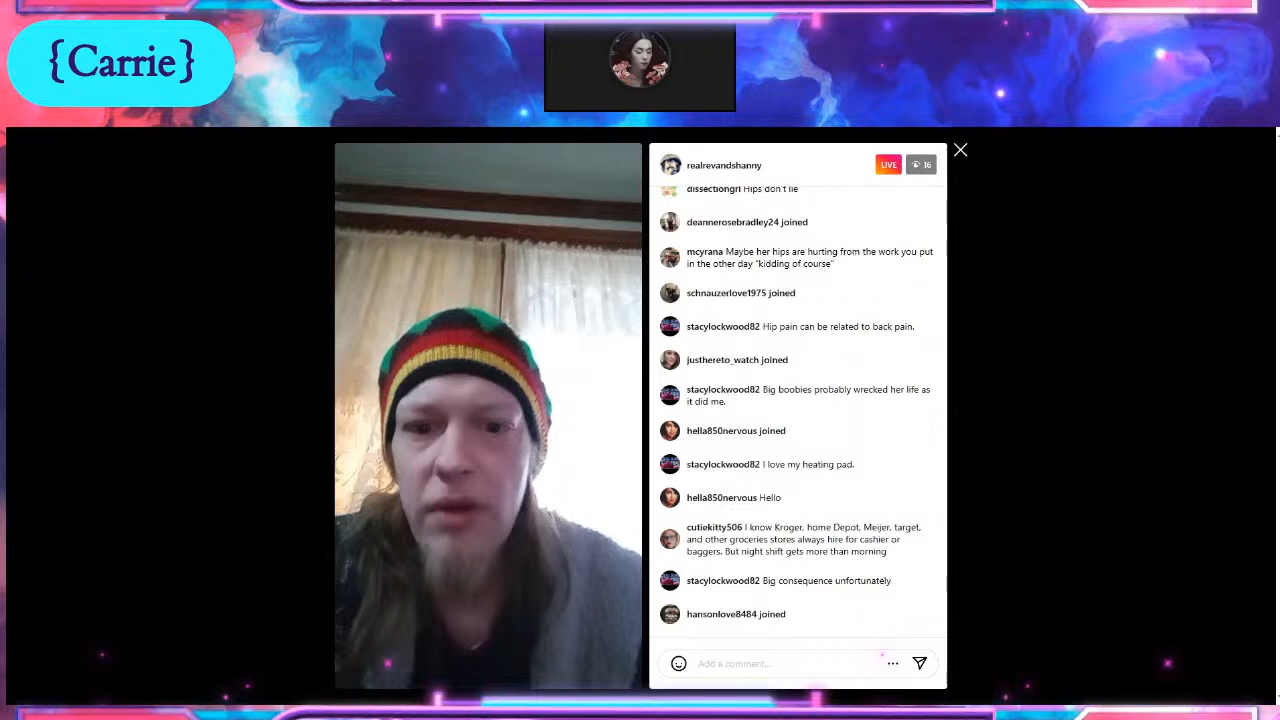 {Carrie}
realrevandshanny
LIVE
16
dissectiongrl Hips don't lie
deannerosebradley24 joined
mcyrana Maybe her hips are hurting from the work you put
in the other day "kidding of course"
schnauzerlove1975 joined
stacylockwood82 Hip pain can be related to back pain.
justhereto_watch joined
stacylockwood82 Big boobies probably wrecked her life as
it did me.
hella850nervous joined
stacylockwood82 I love my heating pad.
hella850nervous Hello
cutiekitty506 I know Kroger, home Depot, Meijer, target,
and other groceries stores always hire for cashier or
baggers. But night shift gets more than morning
stacylockwood82 Big consequence unfortunately
hansonlove8484 joined
Add a comment...